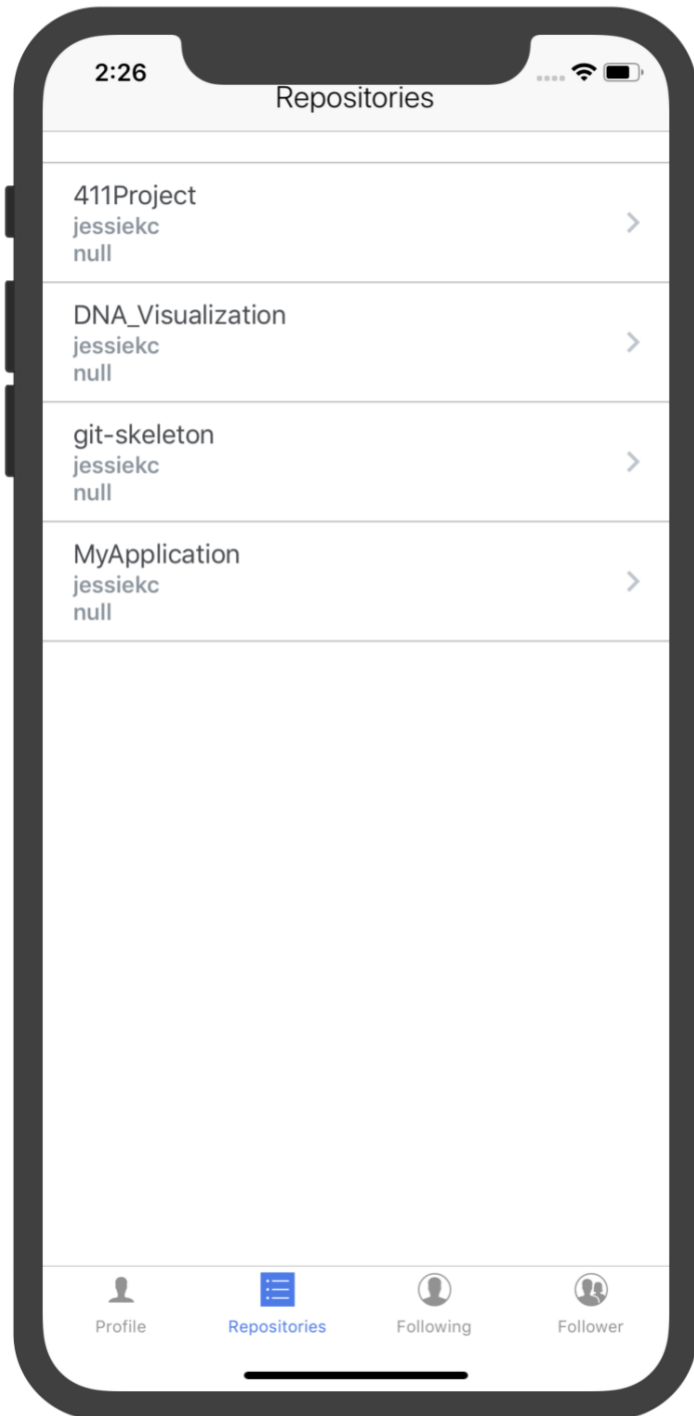 2:26
Repositories
411Project
jessiekc
null
DNA_Visualization
jessiekc
null
git-skeleton
jessiekc
null
MyApplication
jessiekc
null
Profile
Repositories
Following
Follower